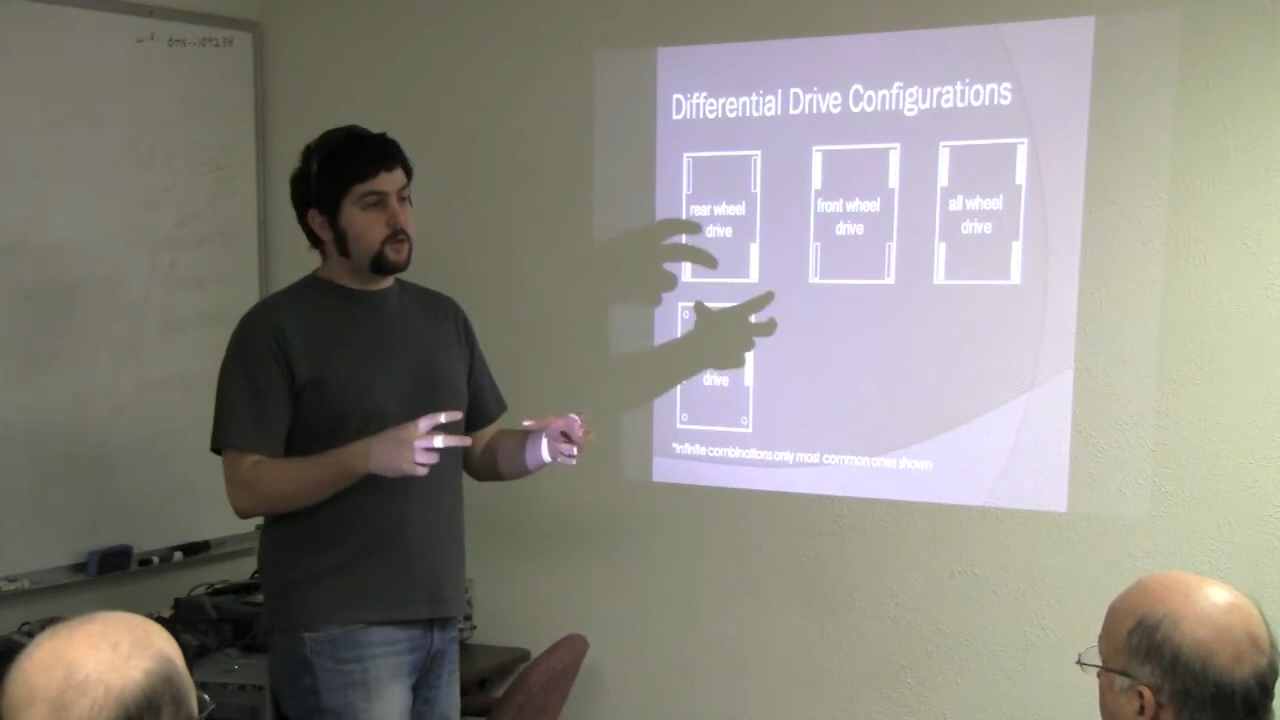 wifi dms--109238
Differential Drive Configurations
rear wheel
drive
front wheel
drive
all wheel
drive
drive
*infinite combinations only most common ones shown